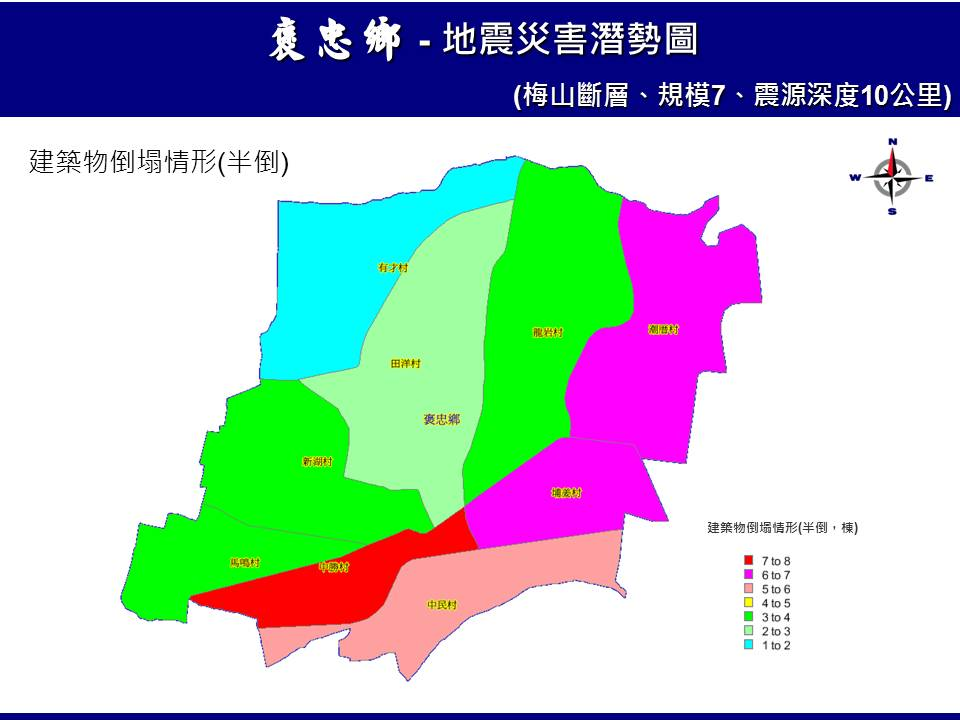 褒忠鄉 - 地震災害潛勢圖
(梅山斷層、規模7、震源深度10公里)
建築物倒塌情形(半倒)
N
W E
S
有才村
龍岩村
潮厝村
田洋村
褒忠鄉
新湖村
埔姜村
馬鳴村
中勝村
中民村
建築物倒塌情形(半倒，棟)
7 to 8
6 to 7
5 to 6
4 to 5
3 to 4
2 to 3
1 to 2